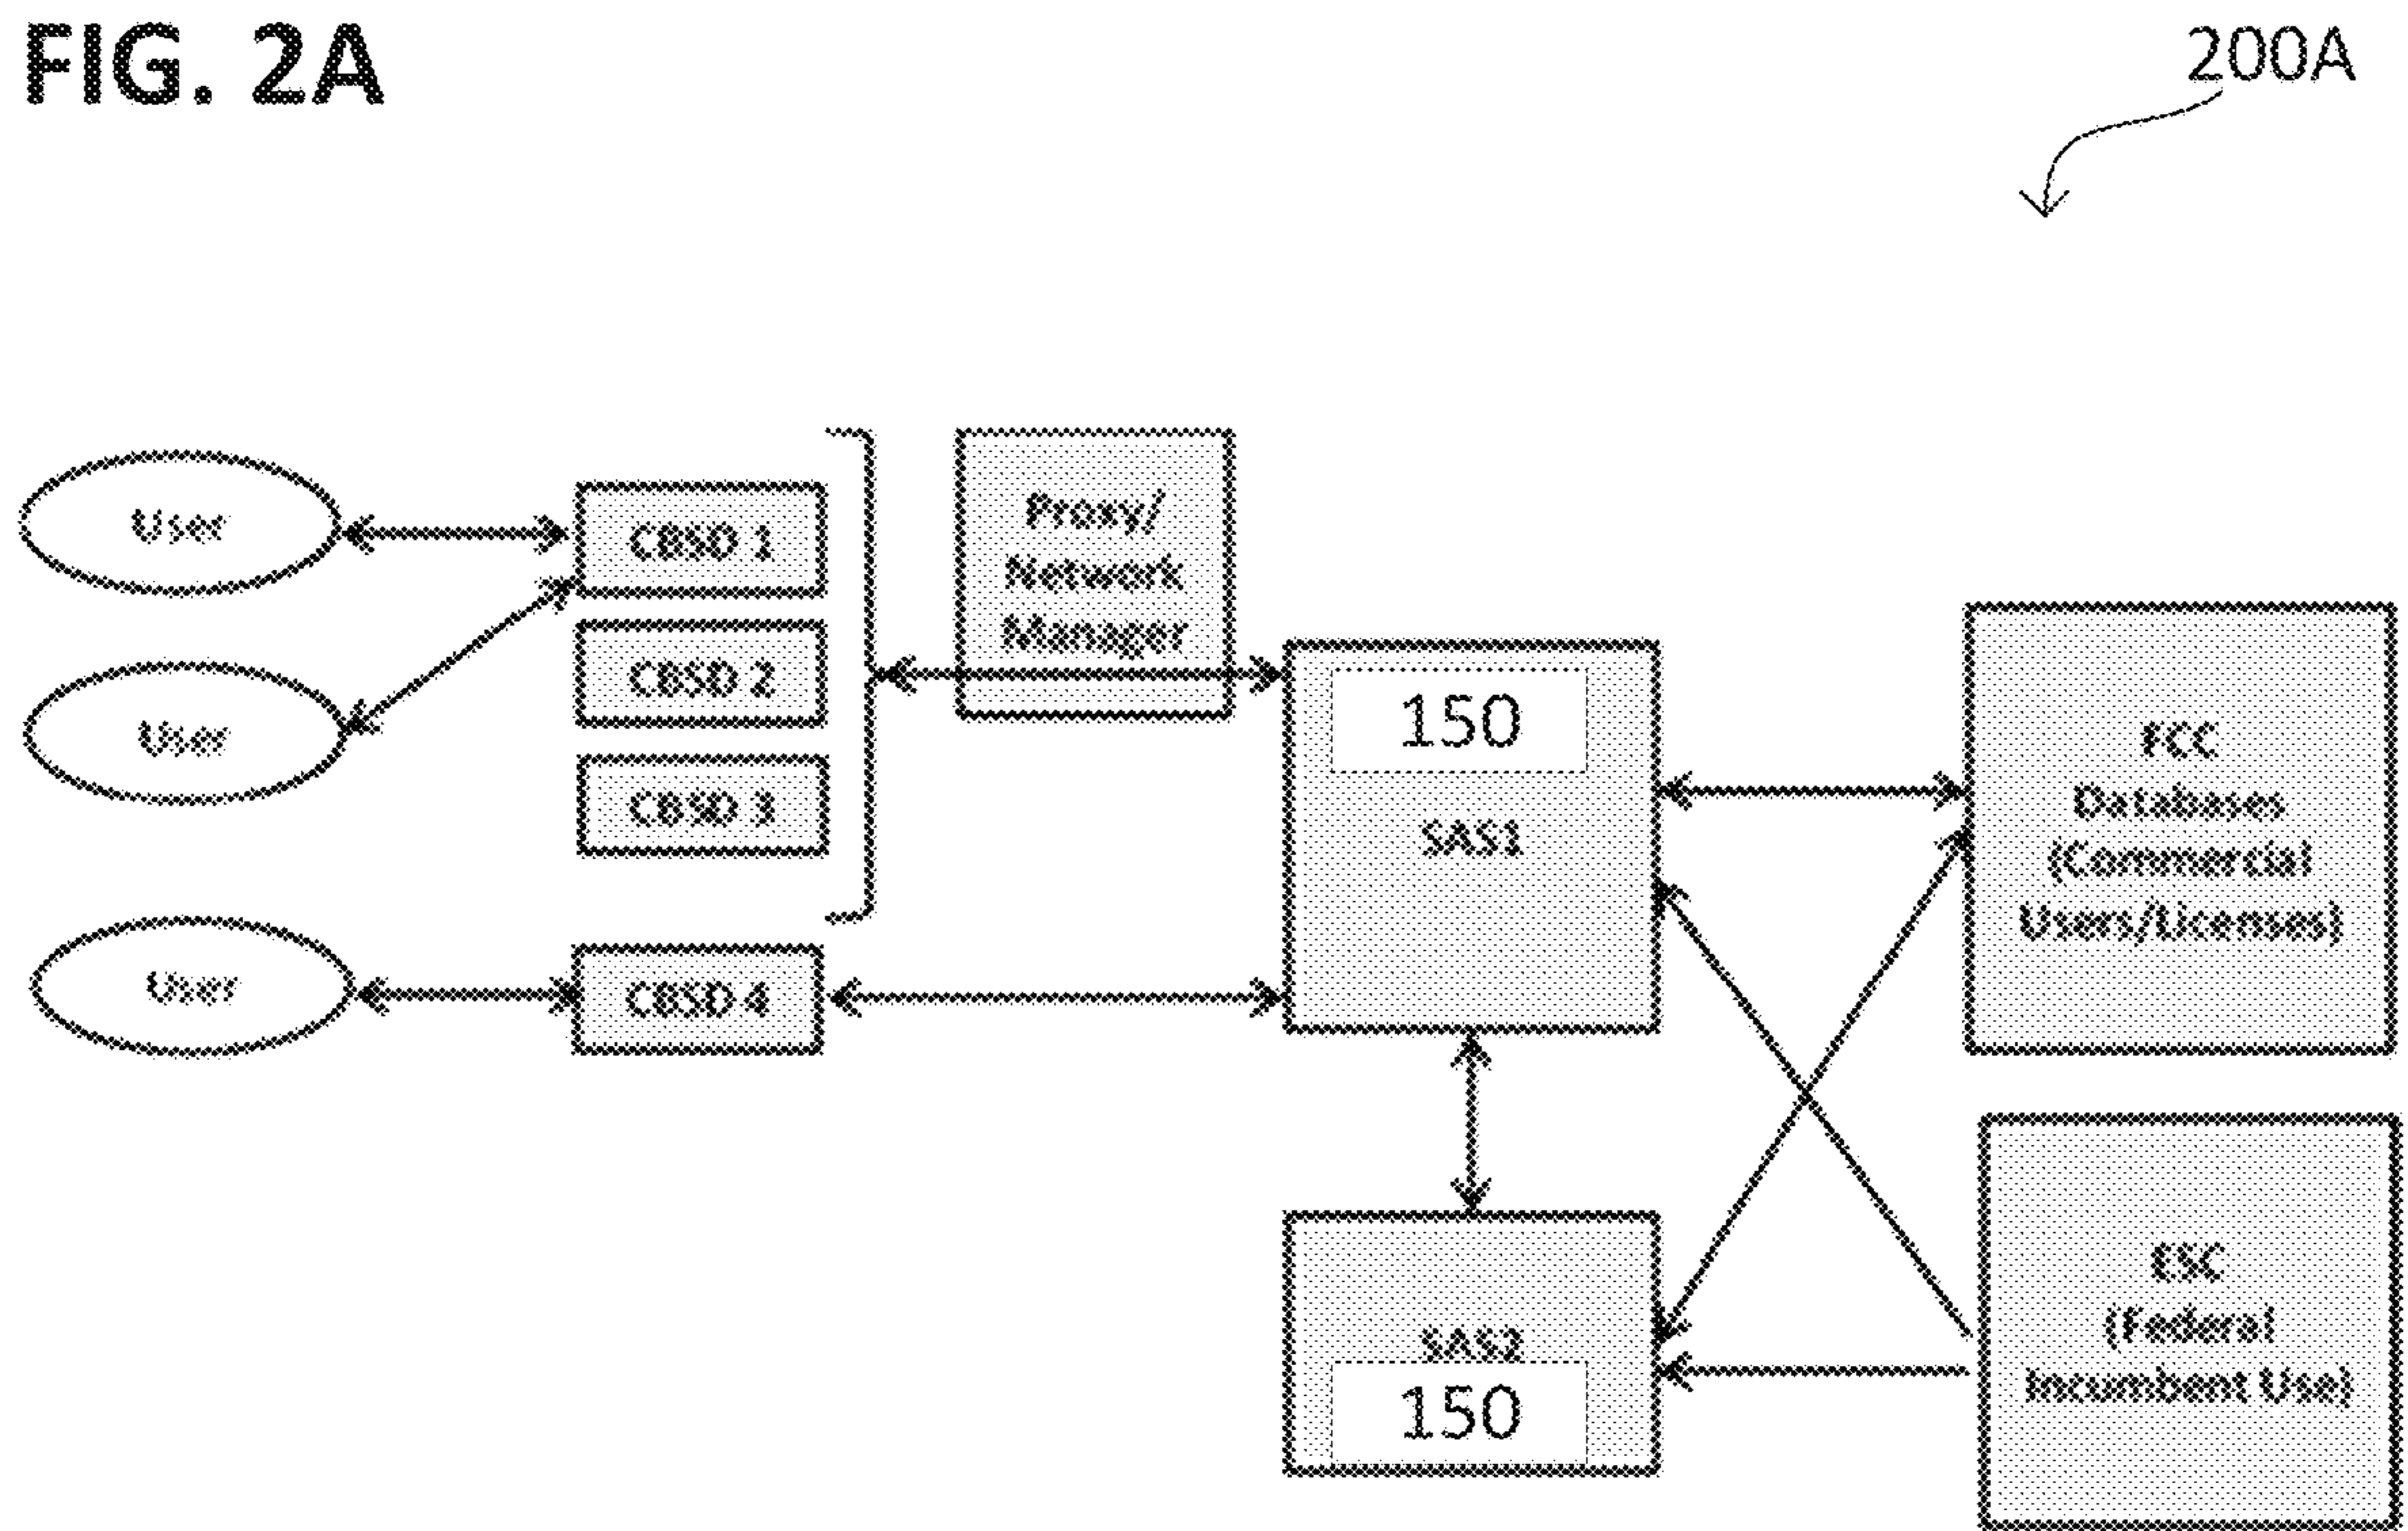 FIG. 2A
200A
User
User
User
CBSD 1
CBSD 2
CBSD 3
CBSD 4
Proxy/
Network
Manager
150
SAS1
SAS2
150
FCC
Databases
(Commercial
Users/Licenses)
ESC
(Federal
Incumbent Use)